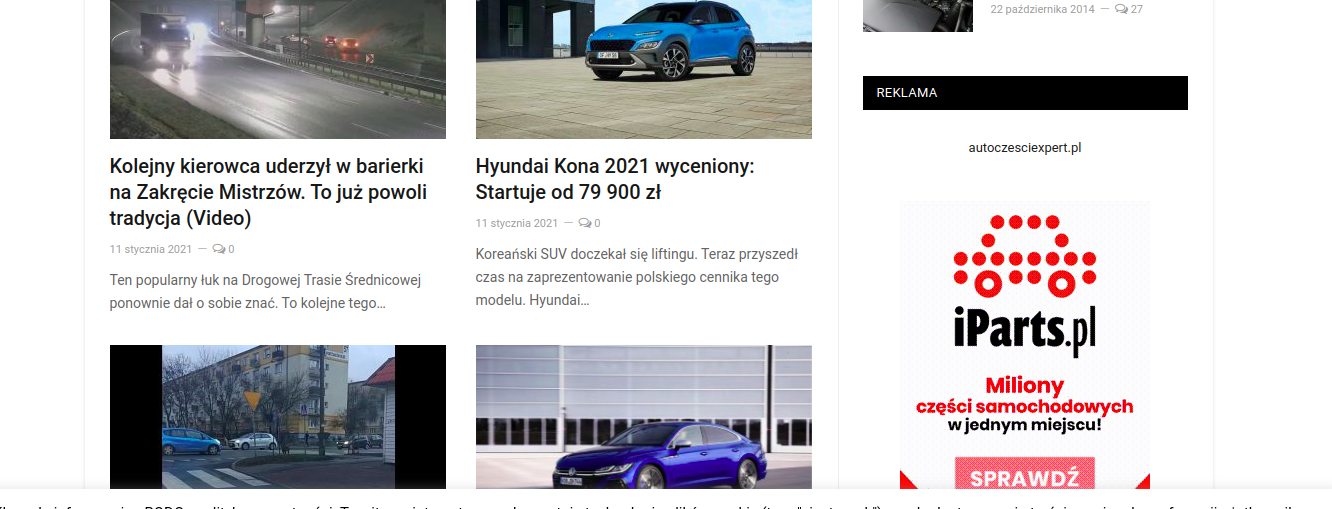 Kolejny kierowca uderzył w barierki
na Zakręcie Mistrzów. To już powoli
tradycja (Video)
11 stycznia 2021 — 0
Ten popularny łuk na Drogowej Trasie Średnicowej
ponownie dał o sobie znać. To kolejne tego…
Hyundai Kona 2021 wyceniony:
Startuje od 79 900 zł
11 stycznia 2021 — 0
Koreański SUV doczekał się liftingu. Teraz przyszedł
czas na zaprezentowanie polskiego cennika tego
modelu. Hyundai…
22 października 2014 — 27
REKLAMA
autoczesciexpert.pl
iParts.pl
Miliony
części samochodowych
w jednym miejscu!
SPRAWDŹ